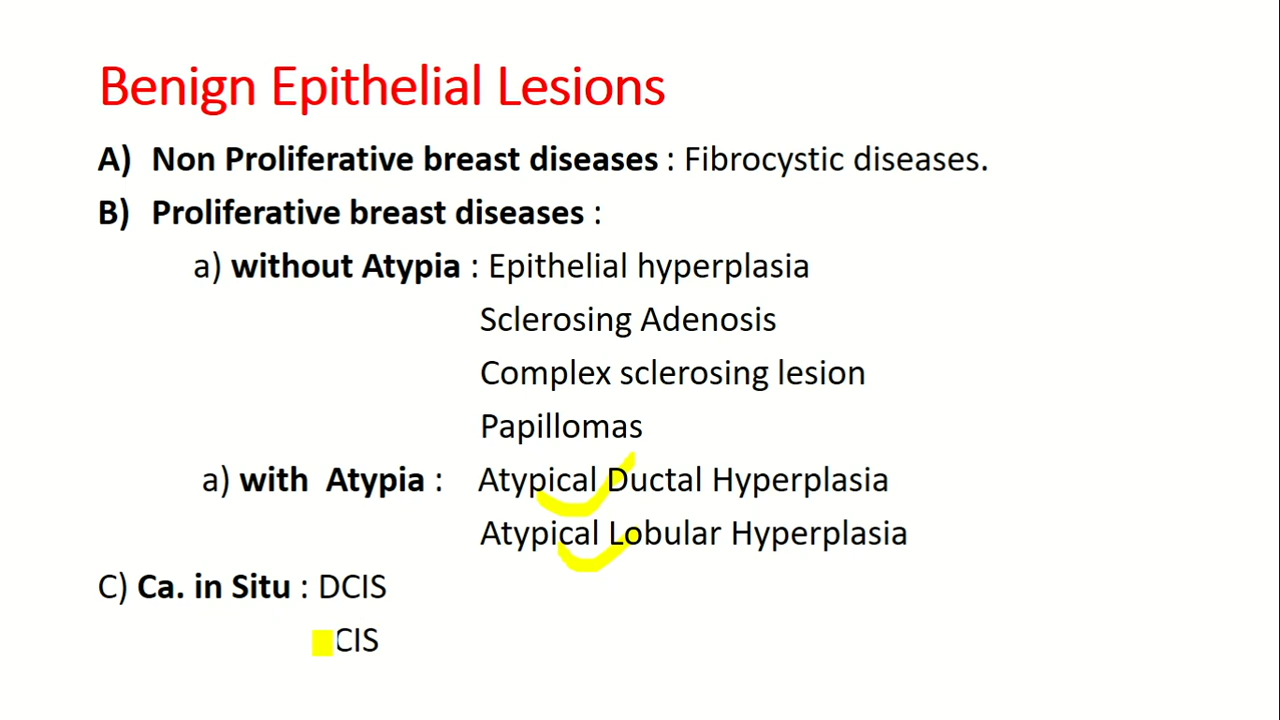 Benign Epithelial Lesions
A) Non Proliferative breast diseases : Fibrocystic diseases.
B) Proliferative breast diseases :
a) without Atypia : Epithelial hyperplasia
Sclerosing Adenosis
Complex sclerosing lesion
Papillomas
a) with Atypia : Atypical Ductal Hyperplasia
Atypical Lobular Hyperplasia
C) Ca. in Situ : DCIS
CIS